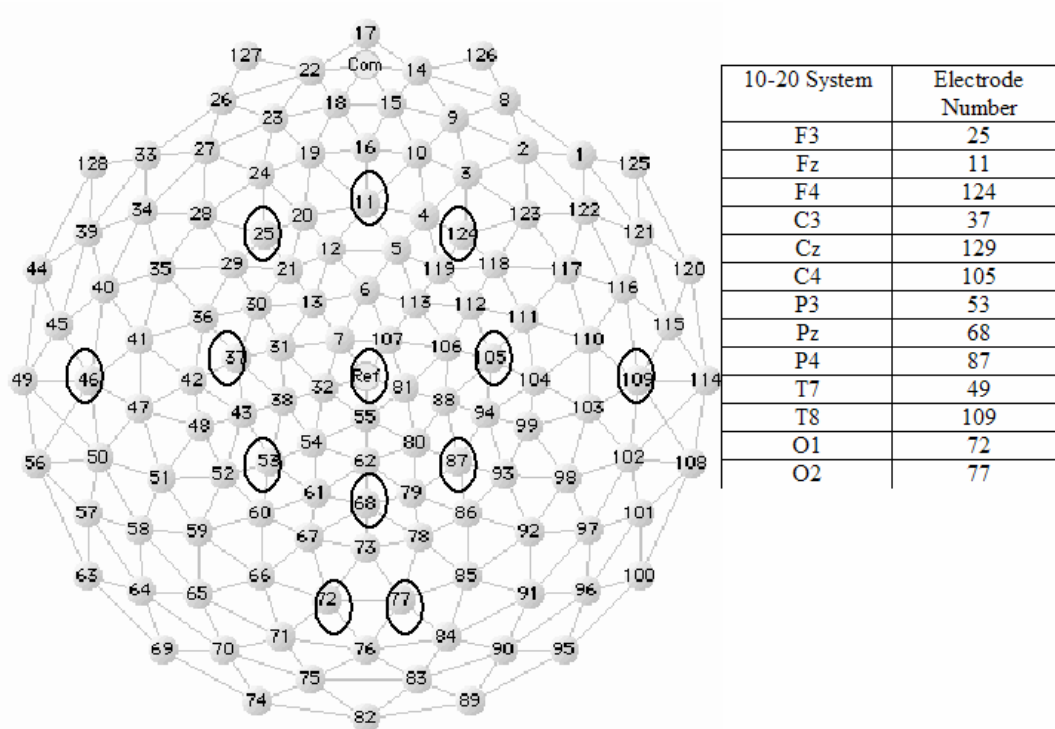 17
127 126
Com
22 14
26 18 15 8
23 9
33 27 19 16 10 2 1
128 24 3 125
34 28 20 11 4 123 122
39 25 124 121
12 5
44 35 29 21 119 118 117 120
40 30 13 6 113 112 116
45 36 111 115
41 31 7 107 106 110
37 105
49 46 42 32 Ref 81 104 109 114
47 43 38 55 88 94 103
48 54 80 99
56 50 53 62 87 102 108
51 52 61 79 93 98
57 60 68 86 101
58 59 67 73 78 92 97
63 66 85 100
64 65 72 77 91 96
71 84
69 70 76 90 95
75 83
74 82 89
10-20 System Electrode
Number
F3 25
Fz 11
F4 124
C3 37
Cz 129
C4 105
P3 53
Pz 68
P4 87
T7 49
T8 109
O1 72
O2 77